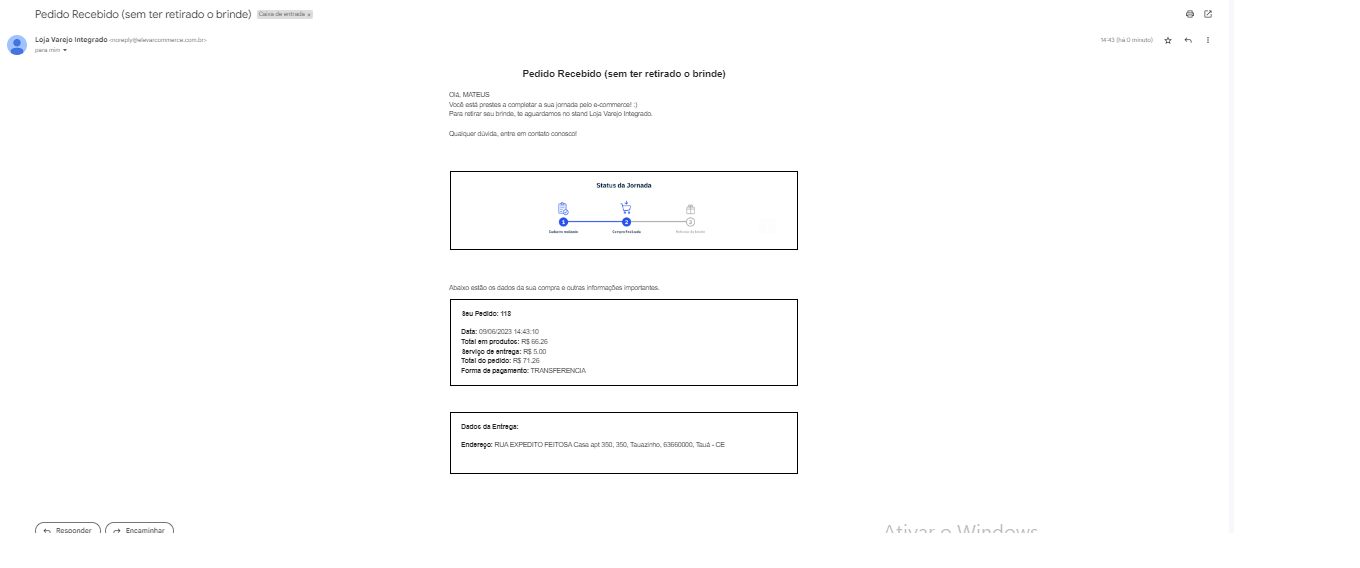 Pedido Recebido (sem ter retirado o brinde) Caixa de entrada x
Loja Varejo Integrado <noreply@elevarcommerce.com.br> 14:43 (há 0 minuto)
para mim
Pedido Recebido (sem ter retirado o brinde)
Olá, MATEUS
Você está prestes a completar a sua jornada pelo e-commerce! :)
Para retirar seu brinde, te aguardamos no stand Loja Varejo Integrado.
Qualquer dúvida, entre em contato conosco!
Status da Jornada
1 2 3
Cadastro realizado Compra finalizada Retirada do brinde
Abaixo estão os dados da sua compra e outras informações importantes.
Seu Pedido: 118
Data: 09/06/2023 14:43:10
Total em produtos: R$ 66.26
Serviço de entrega: R$ 5.00
Total do pedido: R$ 71.26
Forma de pagamento: TRANSFERENCIA
Dados da Entrega:
Endereço: RUA EXPEDITO FEITOSA Casa apt 350, 350, Tauazinho, 63660000, Tauá - CE
Responder Encaminhar
Ativar o Windows